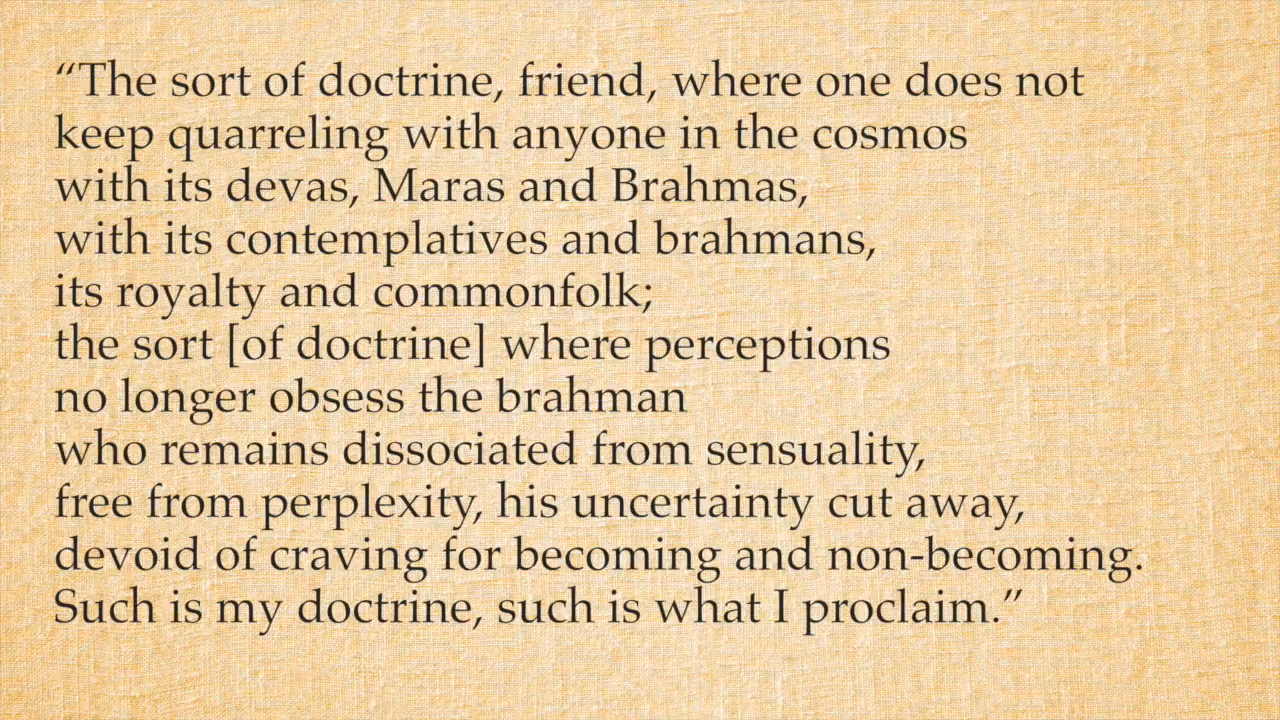 “The sort of doctrine, friend, where one does not
keep quarreling with anyone in the cosmos
with its devas, Maras and Brahmas,
with its contemplatives and brahmans,
its royalty and commonfolk;
the sort [of doctrine] where perceptions
no longer obsess the brahman
who remains dissociated from sensuality,
free from perplexity, his uncertainty cut away,
devoid of craving for becoming and non-becoming.
Such is my doctrine, such is what I proclaim.”